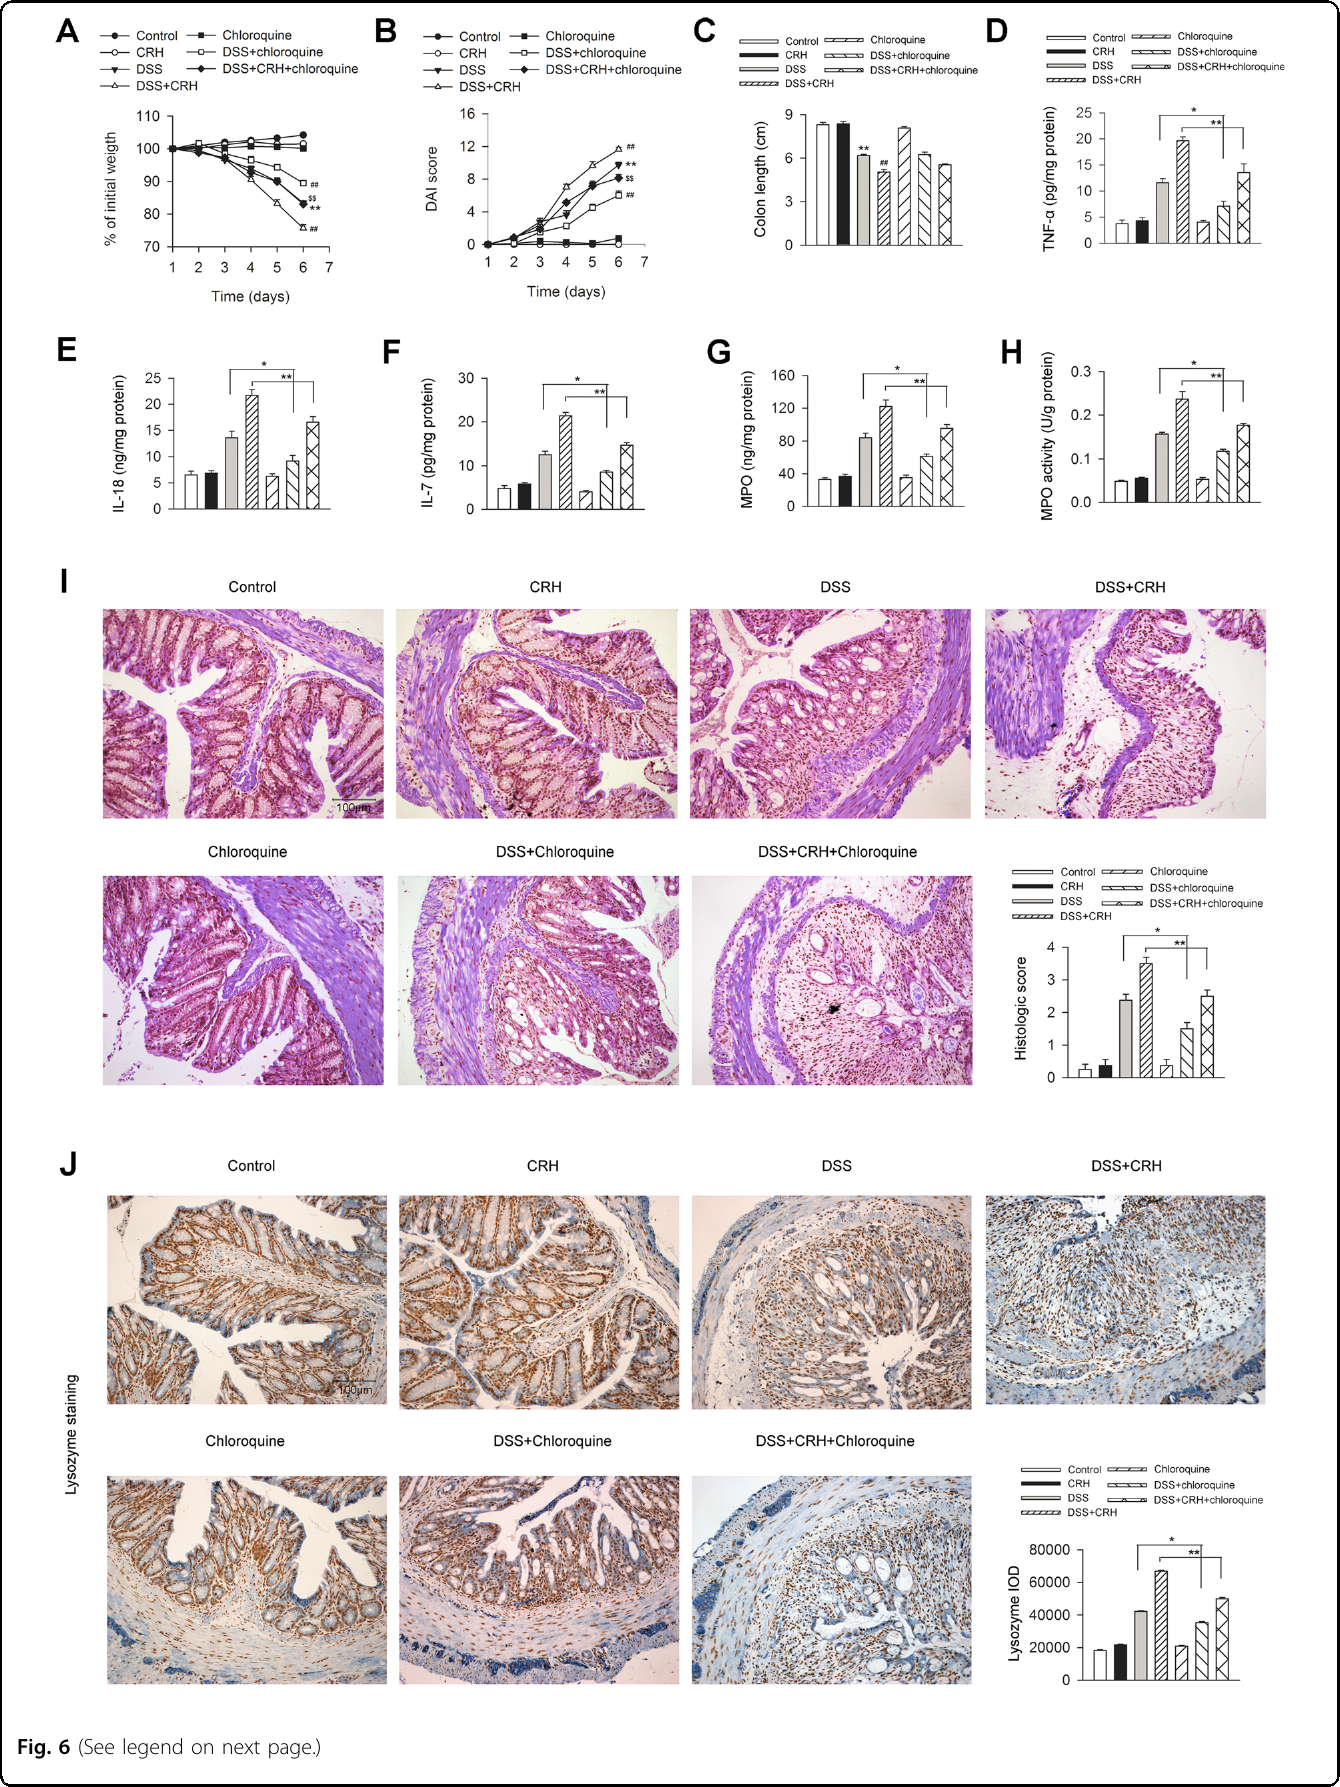 A
Control
CRH
DSS
DSS+CRH
Chloroquine
DSS+chloroquine
DSS+CRH+chloroquine
% of initial weigth
110
100
90
80
70
##
$$
**
##
1 2 3 4 5 6 7
Time (days)
B
Control
CRH
DSS
DSS+CRH
Chloroquine
DSS+chloroquine
DSS+CRH+chloroquine
DAI score
16
12
8
4
0
##
**
$$
##
1 2 3 4 5 6 7
Time (days)
C
Control
CRH
DSS
DSS+CRH
Chloroquine
DSS+chloroquine
DSS+CRH+chloroquine
Colon length (cm)
9
6
3
0
**
##
D
Control
CRH
DSS
DSS+CRH
Chloroquine
DSS+chloroquine
DSS+CRH+chloroquine
TNF-α (pg/mg protein)
25
20
15
10
5
0
*
**
E
IL-18 (ng/mg protein)
25
20
15
10
5
0
*
**
F
IL-7 (pg/mg protein)
30
20
10
0
*
**
G
MPO (ng/mg protein)
160
120
80
40
0
*
**
H
MPO activity (U/g protein)
0.3
0.2
0.1
0.0
*
**
I
Control
CRH
DSS
DSS+CRH
100μm
Chloroquine
DSS+Chloroquine
DSS+CRH+Chloroquine
Control
CRH
DSS
DSS+CRH
Chloroquine
DSS+chloroquine
DSS+CRH+chloroquine
Histologic score
4
3
2
1
0
*
**
J
Control
CRH
DSS
DSS+CRH
100μm
Lysozyme staining
Chloroquine
DSS+Chloroquine
DSS+CRH+Chloroquine
Control
CRH
DSS
DSS+CRH
Chloroquine
DSS+chloroquine
DSS+CRH+chloroquine
Lysozyme IOD
80000
60000
40000
20000
0
*
**
Fig. 6 (See legend on next page.)